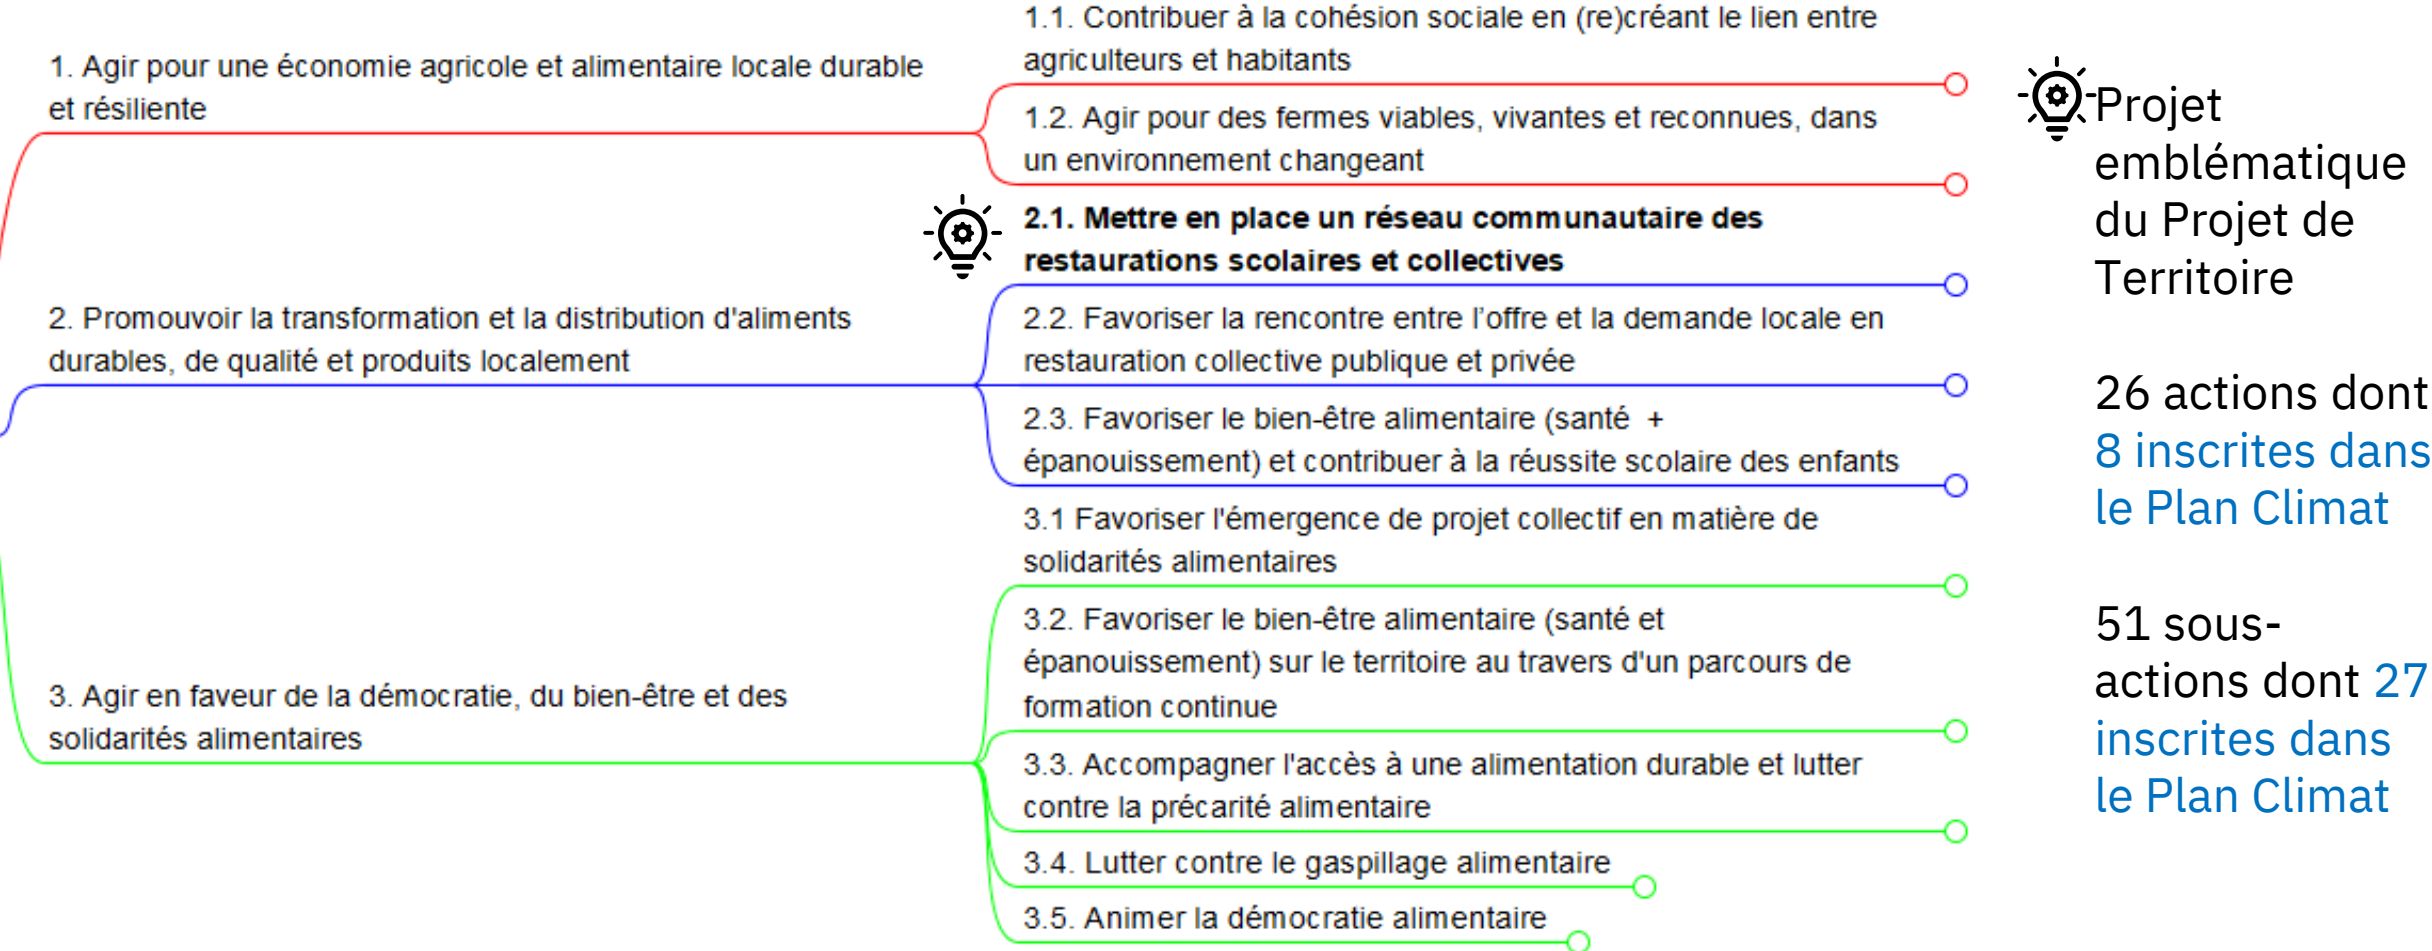 1. Agir pour une économie agricole et alimentaire locale durable
et résiliente
1.1. Contribuer à la cohésion sociale en (re)créant le lien entre
agriculteurs et habitants
1.2. Agir pour des fermes viables, vivantes et reconnues, dans
un environnement changeant
2. Promouvoir la transformation et la distribution d'aliments
durables, de qualité et produits localement
2.1. Mettre en place un réseau communautaire des
restaurations scolaires et collectives
2.2. Favoriser la rencontre entre l’offre et la demande locale en
restauration collective publique et privée
2.3. Favoriser le bien-être alimentaire (santé  +
épanouissement) et contribuer à la réussite scolaire des enfants
3. Agir en faveur de la démocratie, du bien-être et des
solidarités alimentaires
3.1 Favoriser l'émergence de projet collectif en matière de
solidarités alimentaires
3.2. Favoriser le bien-être alimentaire (santé et
épanouissement) sur le territoire au travers d'un parcours de
formation continue
3.3. Accompagner l'accès à une alimentation durable et lutter
contre la précarité alimentaire
3.4. Lutter contre le gaspillage alimentaire
3.5. Animer la démocratie alimentaire
Projet
emblématique
du Projet de
Territoire
26 actions dont
8 inscrites dans
le Plan Climat
51 sous-
actions dont 27
inscrites dans
le Plan Climat